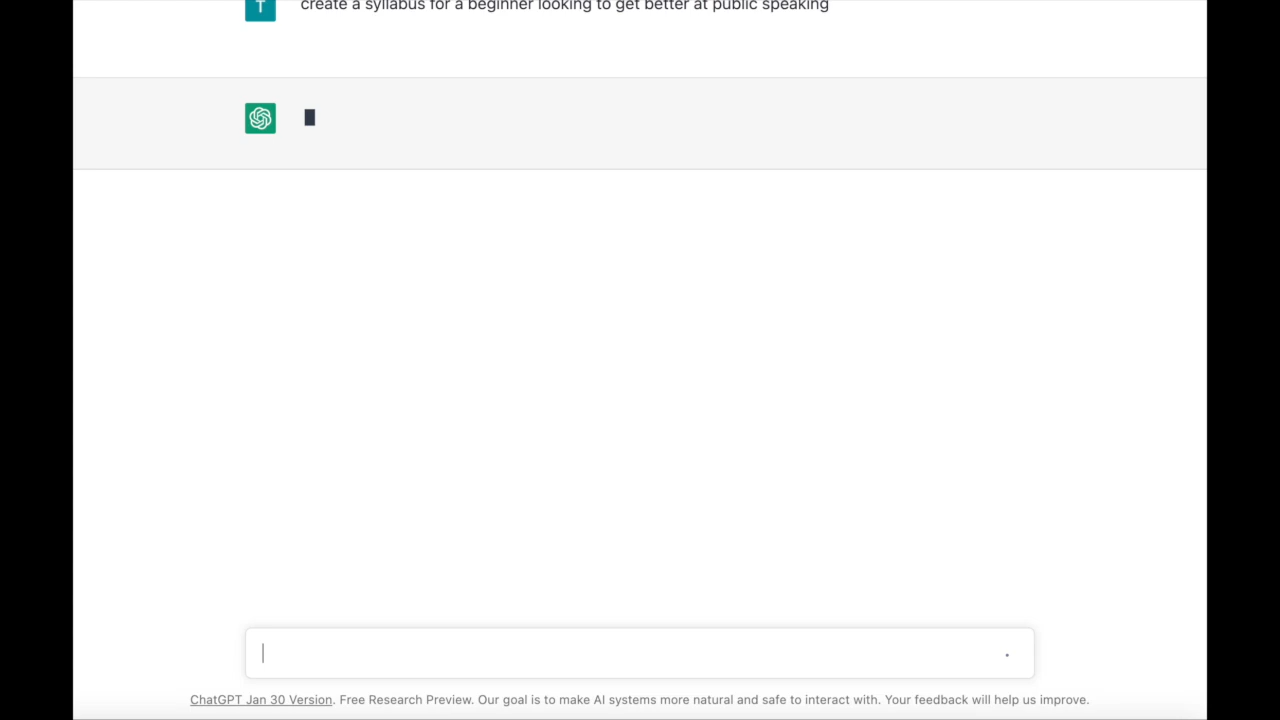 T
create a syllabus for a beginner looking to get better at public speaking
ChatGPT Jan 30 Version. Free Research Preview. Our goal is to make AI systems more natural and safe to interact with. Your feedback will help us improve.